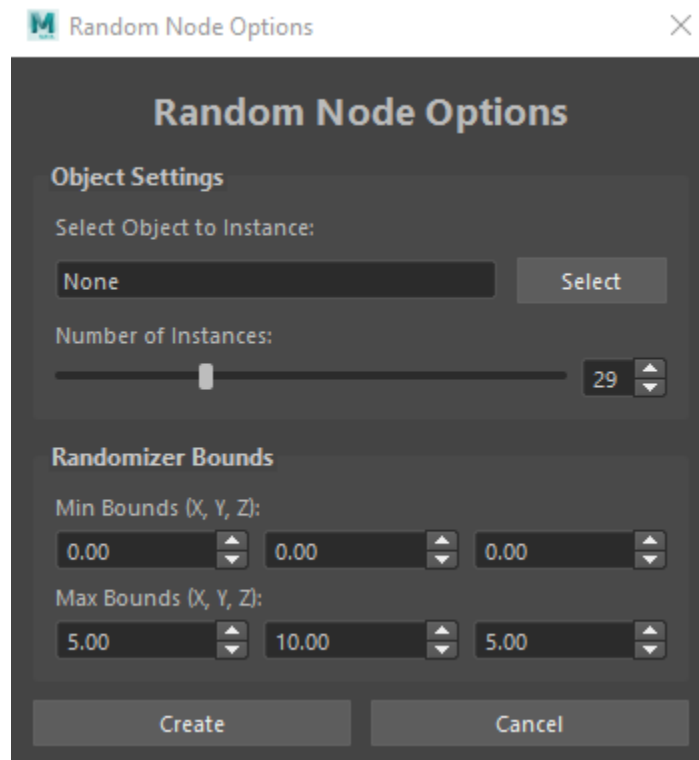 Random Node Options
Random Node Options
Object Settings
Select Object to Instance:
None Select
Number of Instances:
29
Randomizer Bounds
Min Bounds (X, Y, Z):
0.00 0.00 0.00
Max Bounds (X, Y, Z):
5.00 10.00 5.00
Create Cancel